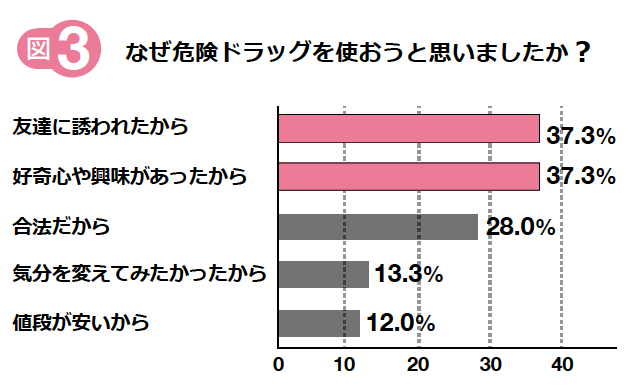 図3 なぜ危険ドラッグを使おうと思いましたか？
友達に誘われたから 37.3%
好奇心や興味があったから 37.3%
合法だから 28.0%
気分を変えてみたかったから 13.3%
値段が安いから 12.0%
0 10 20 30 40